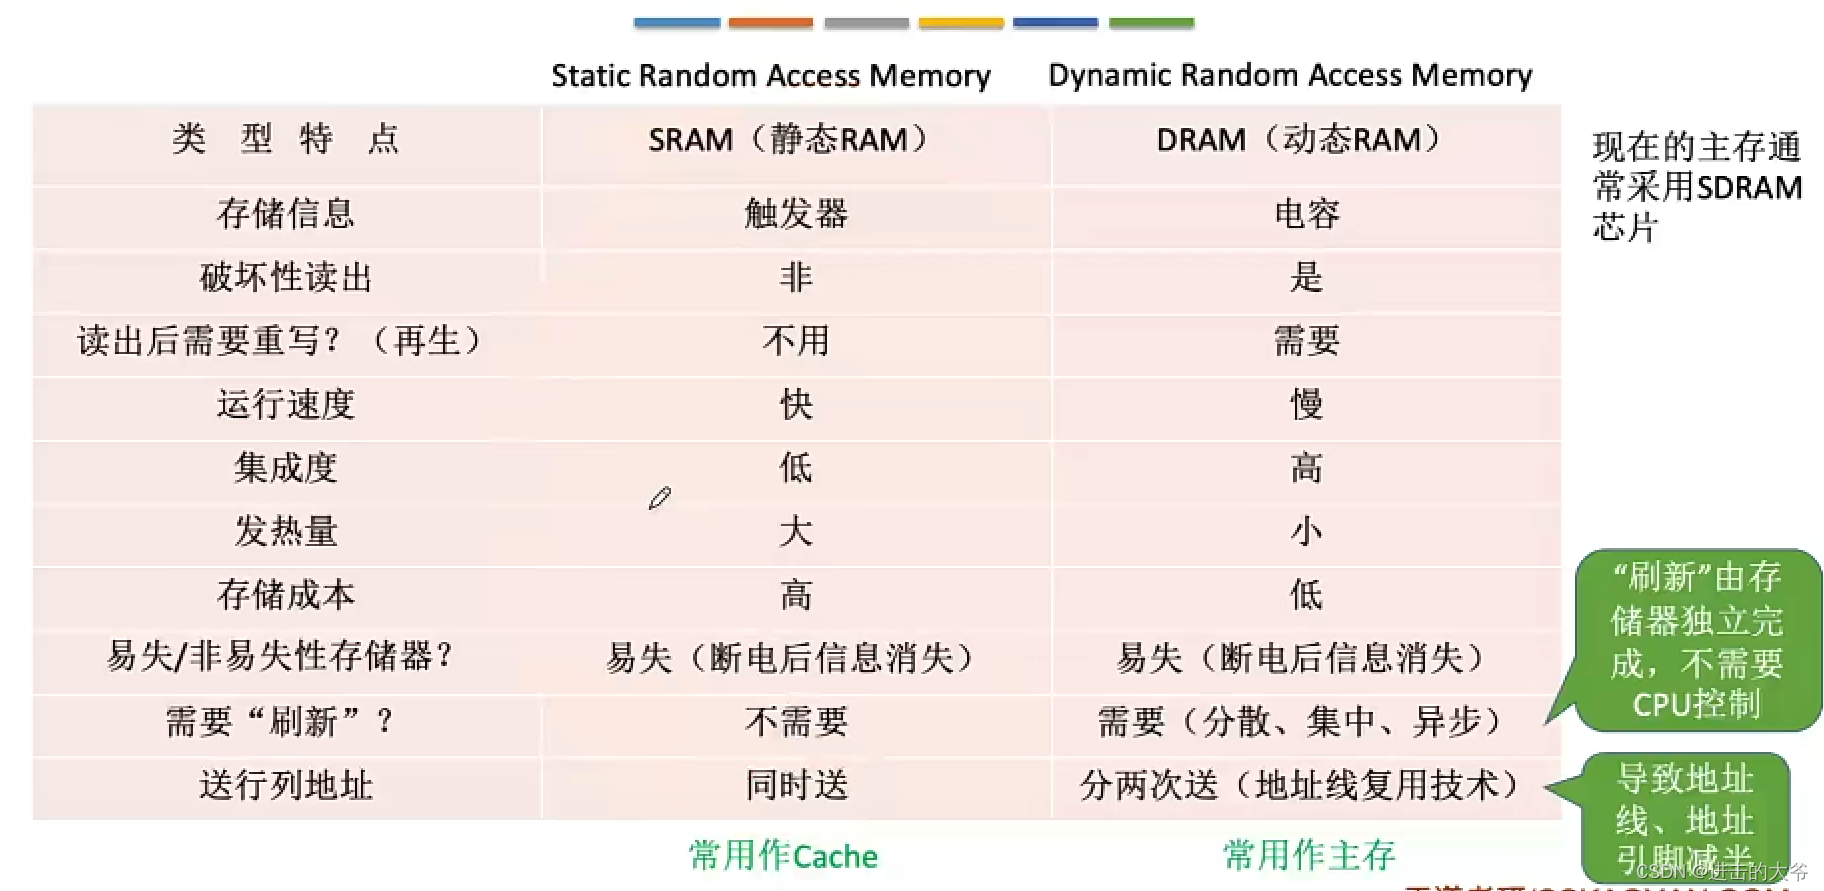 Static Random Access Memory Dynamic Random Access Memory
类 型 特 点 SRAM（静态RAM） DRAM（动态RAM）
存储信息 触发器 电容
破坏性读出 非 是
读出后需要重写？（再生） 不用 需要
运行速度 快 慢
集成度 低 高
发热量 大 小
存储成本 高 低
易失/非易失性存储器？ 易失（断电后信息消失） 易失（断电后信息消失）
需要“刷新”？ 不需要 需要（分散、集中、异步）
送行列地址 同时送 分两次送（地址线复用技术）
常用作Cache 常用作主存
现在的主存通
常采用SDRAM
芯片
“刷新”由存
储器独立完
成，不需要
CPU控制
导致地址
线、地址
引脚减半
CSDN @进击的大爷